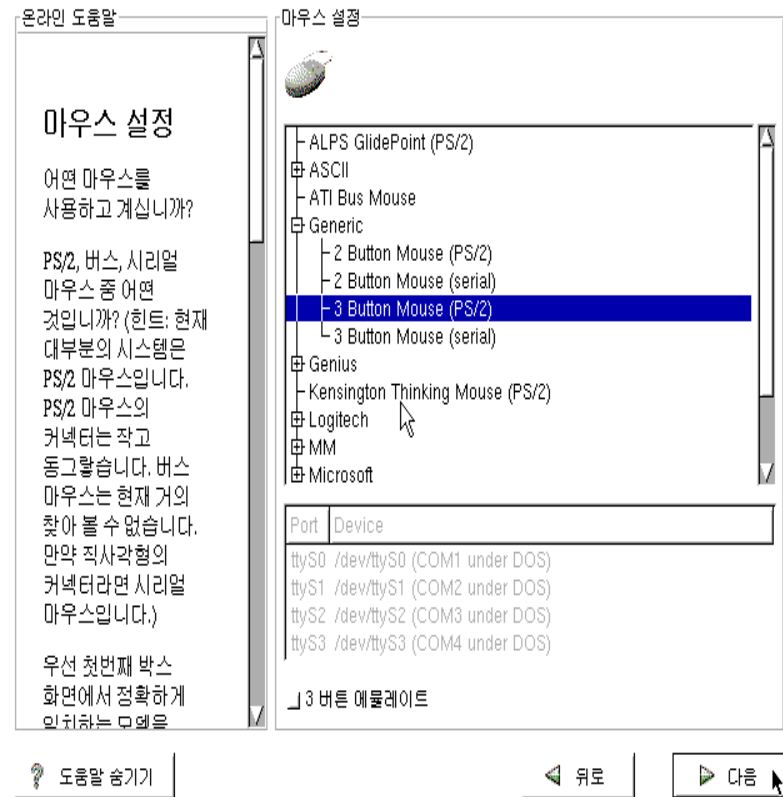 온라인 도움말
마우스 설정
어떤 마우스를
사용하고 계십니까?
PS/2, 버스, 시리얼
마우스 중 어떤
것입니까? (힌트: 현재
대부분의 시스템은
PS/2 마우스입니다.
PS/2 마우스의
커넥터는 작고
동그랗습니다. 버스
마우스는 현재 거의
찾아 볼 수 없습니다.
만약 직사각형의
커넥터라면 시리얼
마우스입니다.)
우선 첫번째 박스
화면에서 정확하게
일치하는 모델을
마우스 설정
ALPS GlidePoint (PS/2)
ASCII
ATI Bus Mouse
Generic
2 Button Mouse (PS/2)
2 Button Mouse (serial)
3 Button Mouse (PS/2)
3 Button Mouse (serial)
Genius
Kensington Thinking Mouse (PS/2)
Logitech
MM
Microsoft
Port Device
ttyS0 /dev/ttyS0 (COM1 under DOS)
ttyS1 /dev/ttyS1 (COM2 under DOS)
ttyS2 /dev/ttyS2 (COM3 under DOS)
ttyS3 /dev/ttyS3 (COM4 under DOS)
3 버튼 에뮬레이트
? 도움말 숨기기
뒤로
다음